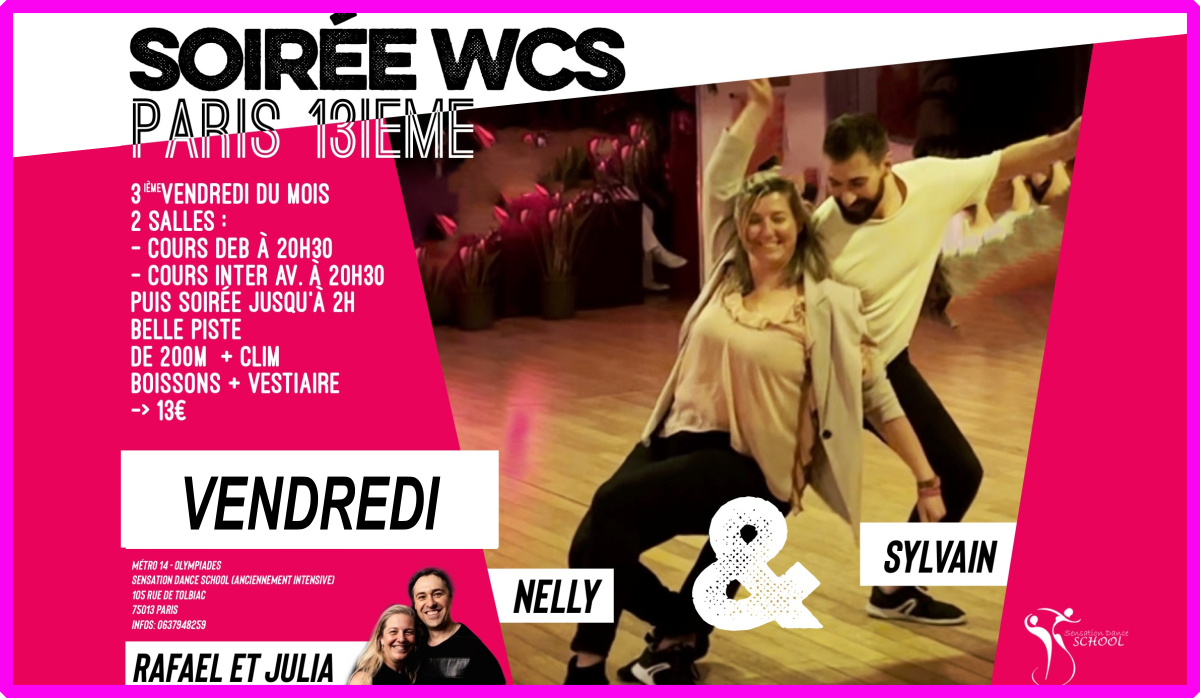 SOIRÉE WCS
PARIS 13IEME
3 IÈME VENDREDI DU MOIS
2 SALLES :
- COURS DEB À 20H30
- COURS INTER AV. À 20H30
PUIS SOIRÉE JUSQU'À 2H
BELLE PISTE
DE 200M + CLIM
BOISSONS + VESTIAIRE
-> 13€
VENDREDI
MÉTRO 14 - OLYMPIADES
SENSATION DANCE SCHOOL (ANCIENNEMENT INTENSIVE)
105 RUE DE TOLBIAC
75013 PARIS
INFOS: 0637948259
RAFAEL ET JULIA
NELLY
&
SYLVAIN
Sensation Dance
SCHOOL